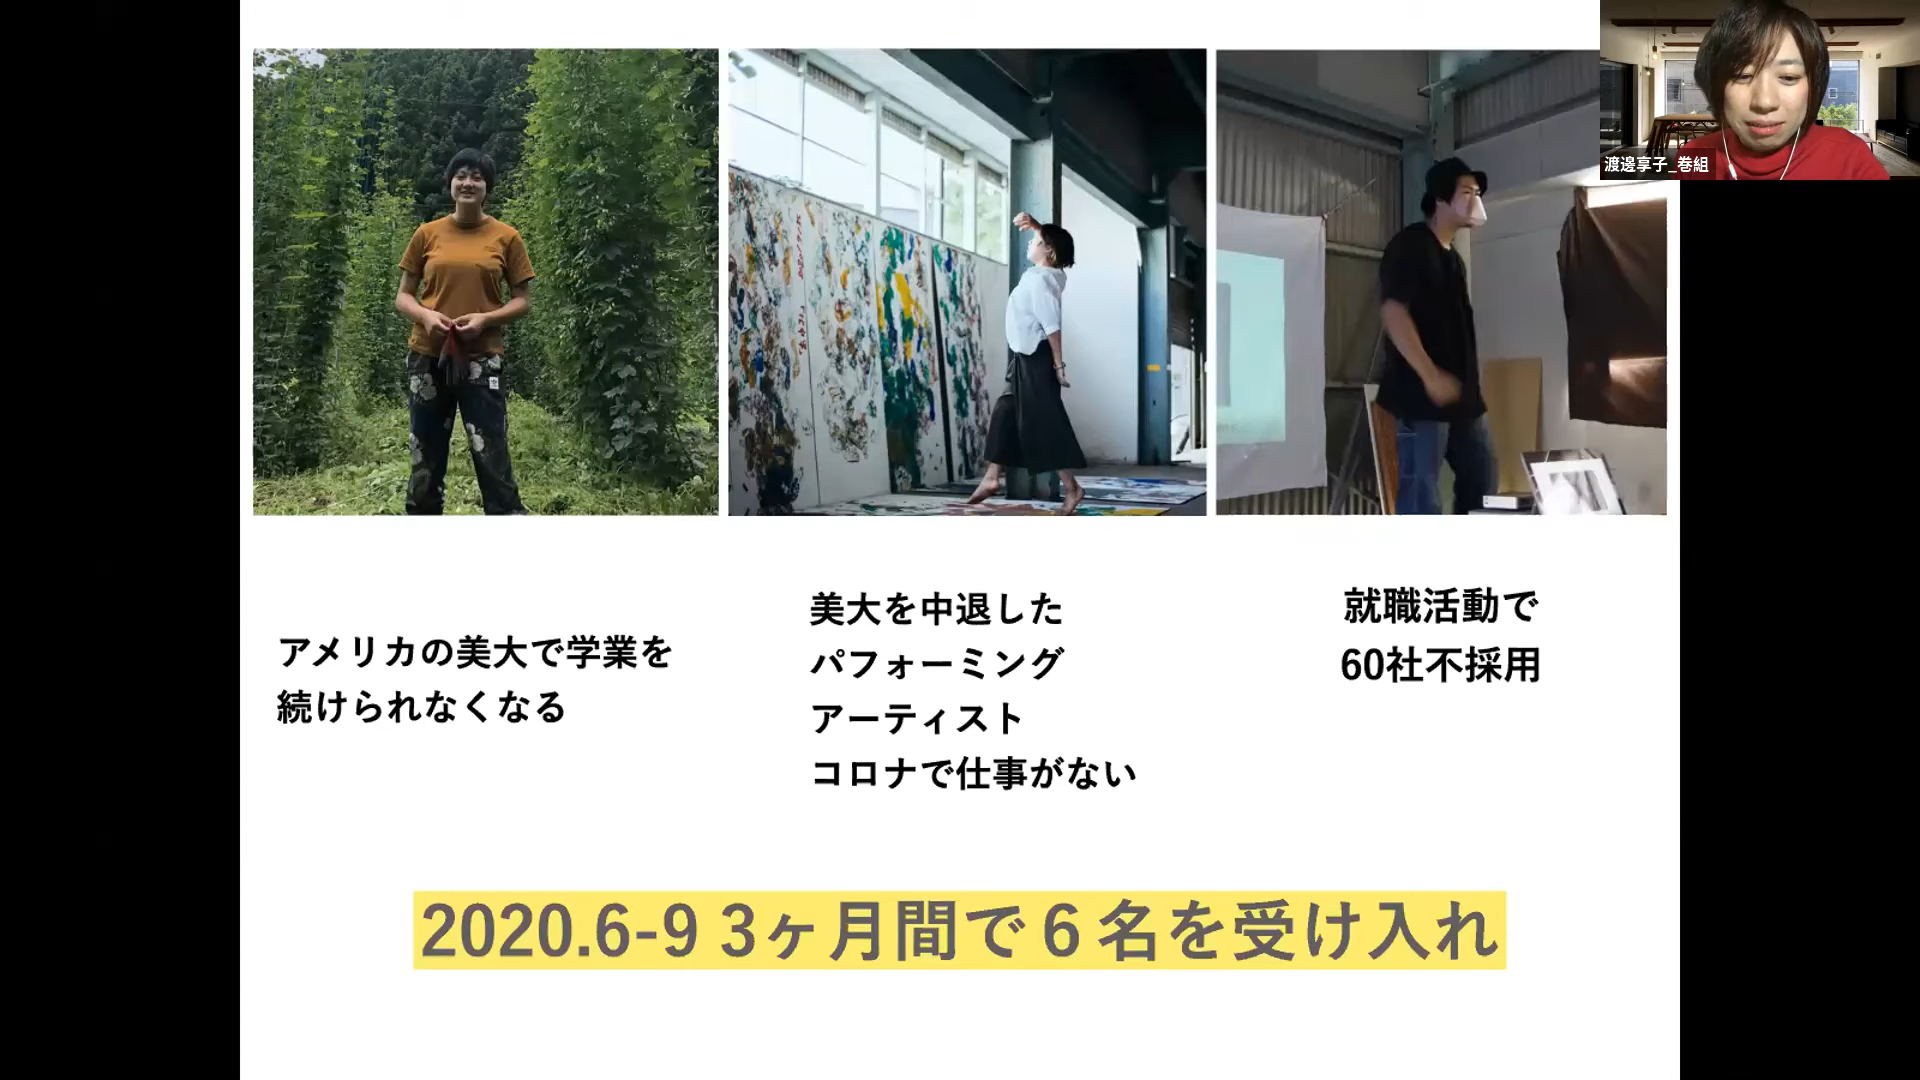 渡邊享子_巻組
アメリカの美大で学業を
続けられなくなる
美大を中退した
パフォーミング
アーティスト
コロナで仕事がない
就職活動で
60社不採用
2020.6-9 3ヶ月間で６名を受け入れ